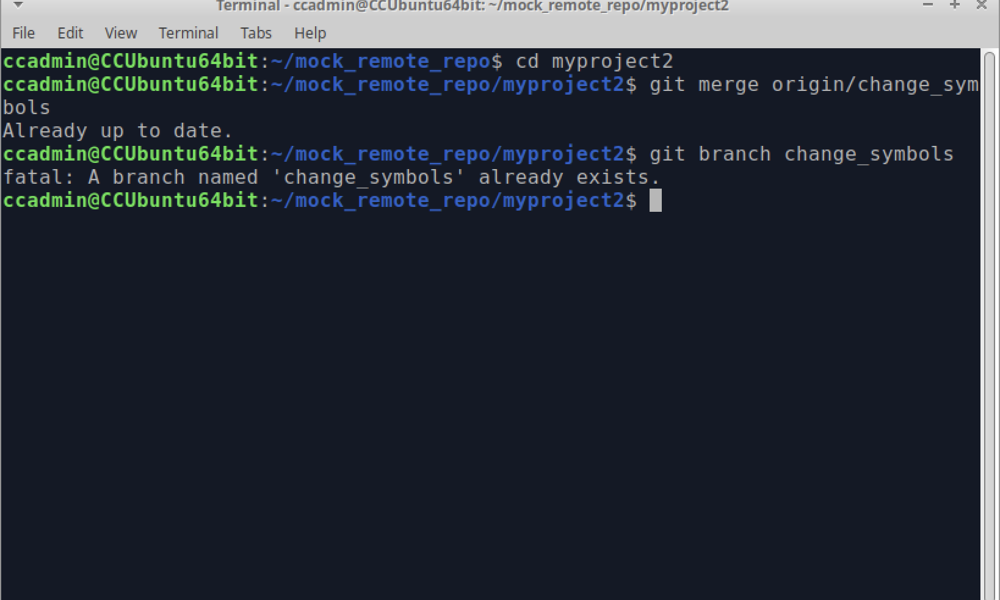 Terminal - ccadmin@CCUbuntu64bit: ~/mock_remote_repo/myproject2
File Edit View Terminal Tabs Help
ccadmin@CCUbuntu64bit:~/mock_remote_repo$ cd myproject2
ccadmin@CCUbuntu64bit:~/mock_remote_repo/myproject2$ git merge origin/change_sym
bols
Already up to date.
ccadmin@CCUbuntu64bit:~/mock_remote_repo/myproject2$ git branch change_symbols
fatal: A branch named 'change_symbols' already exists.
ccadmin@CCUbuntu64bit:~/mock_remote_repo/myproject2$